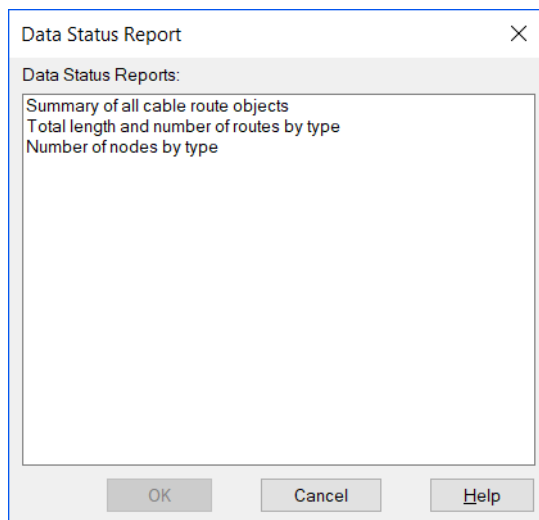 Data Status Report
Data Status Reports:
Summary of all cable route objects
Total length and number of routes by type
Number of nodes by type
OK Cancel Help